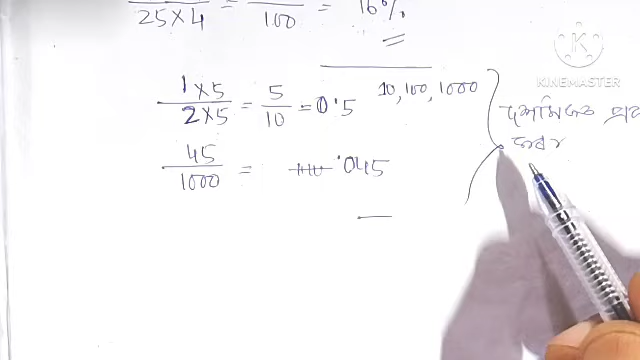 25×4 = 100 = 16%
1×5
2×5 = 5
10 = 0.5
10, 100, 1000
45
1000 = .045
KINEMASTER